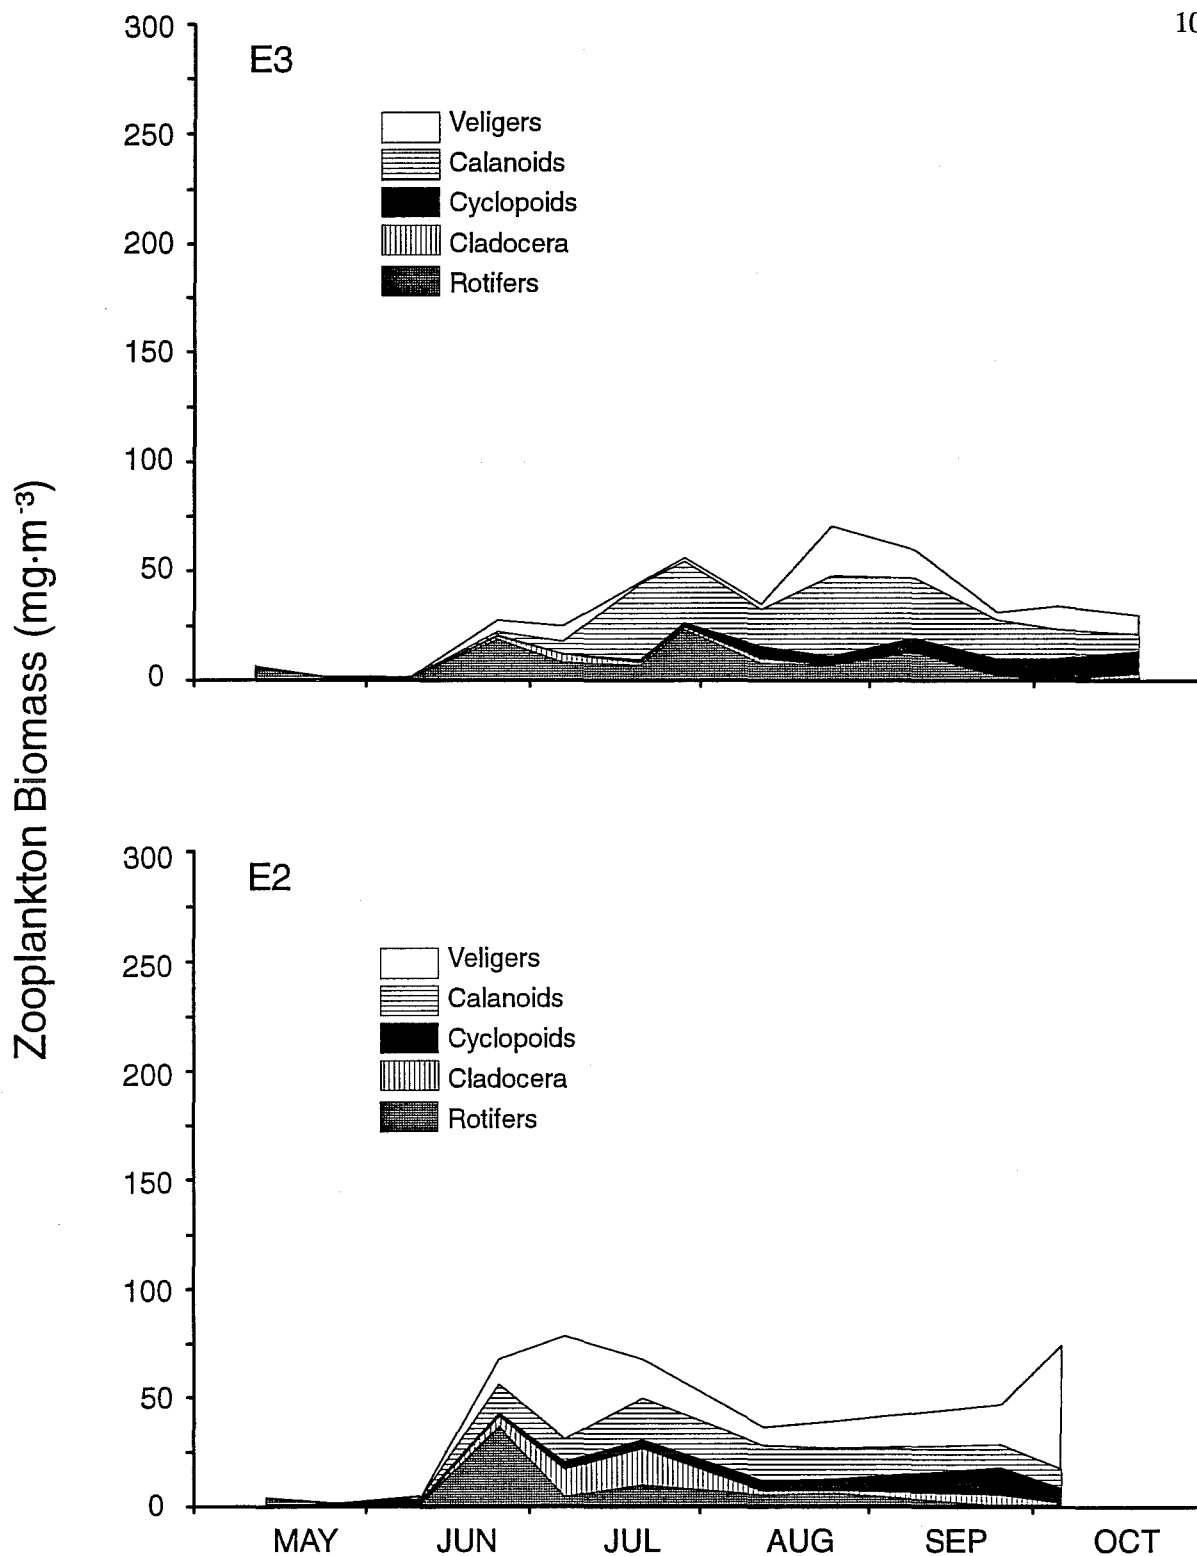 10
300
E3
Veligers
250
Calanoids
Cyclopoids
200
Cladocera
Rotifers
150
100
50
0
Zooplankton Biomass (mg·m-3)
300
E2
250
Veligers
Calanoids
Cyclopoids
200
Cladocera
Rotifers
150
100
50
0
MAY JUN JUL AUG SEP OCT